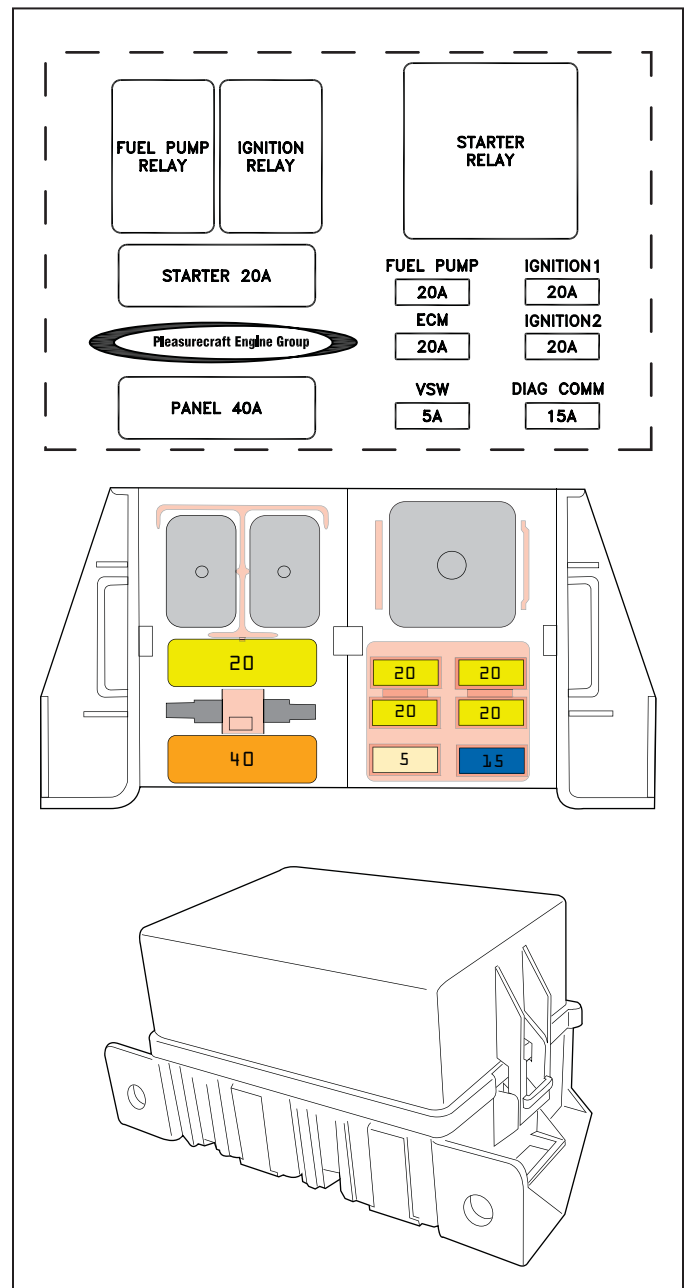 FUEL PUMP
RELAY
IGNITION
RELAY
STARTER
RELAY
STARTER 20A
FUEL PUMP
20A
IGNITION1
20A
Pleasurecraft Engine Group
ECM
20A
IGNITION2
20A
PANEL 40A
VSW
5A
DIAG COMM
15A
20
20 20
20 20
40
5 15